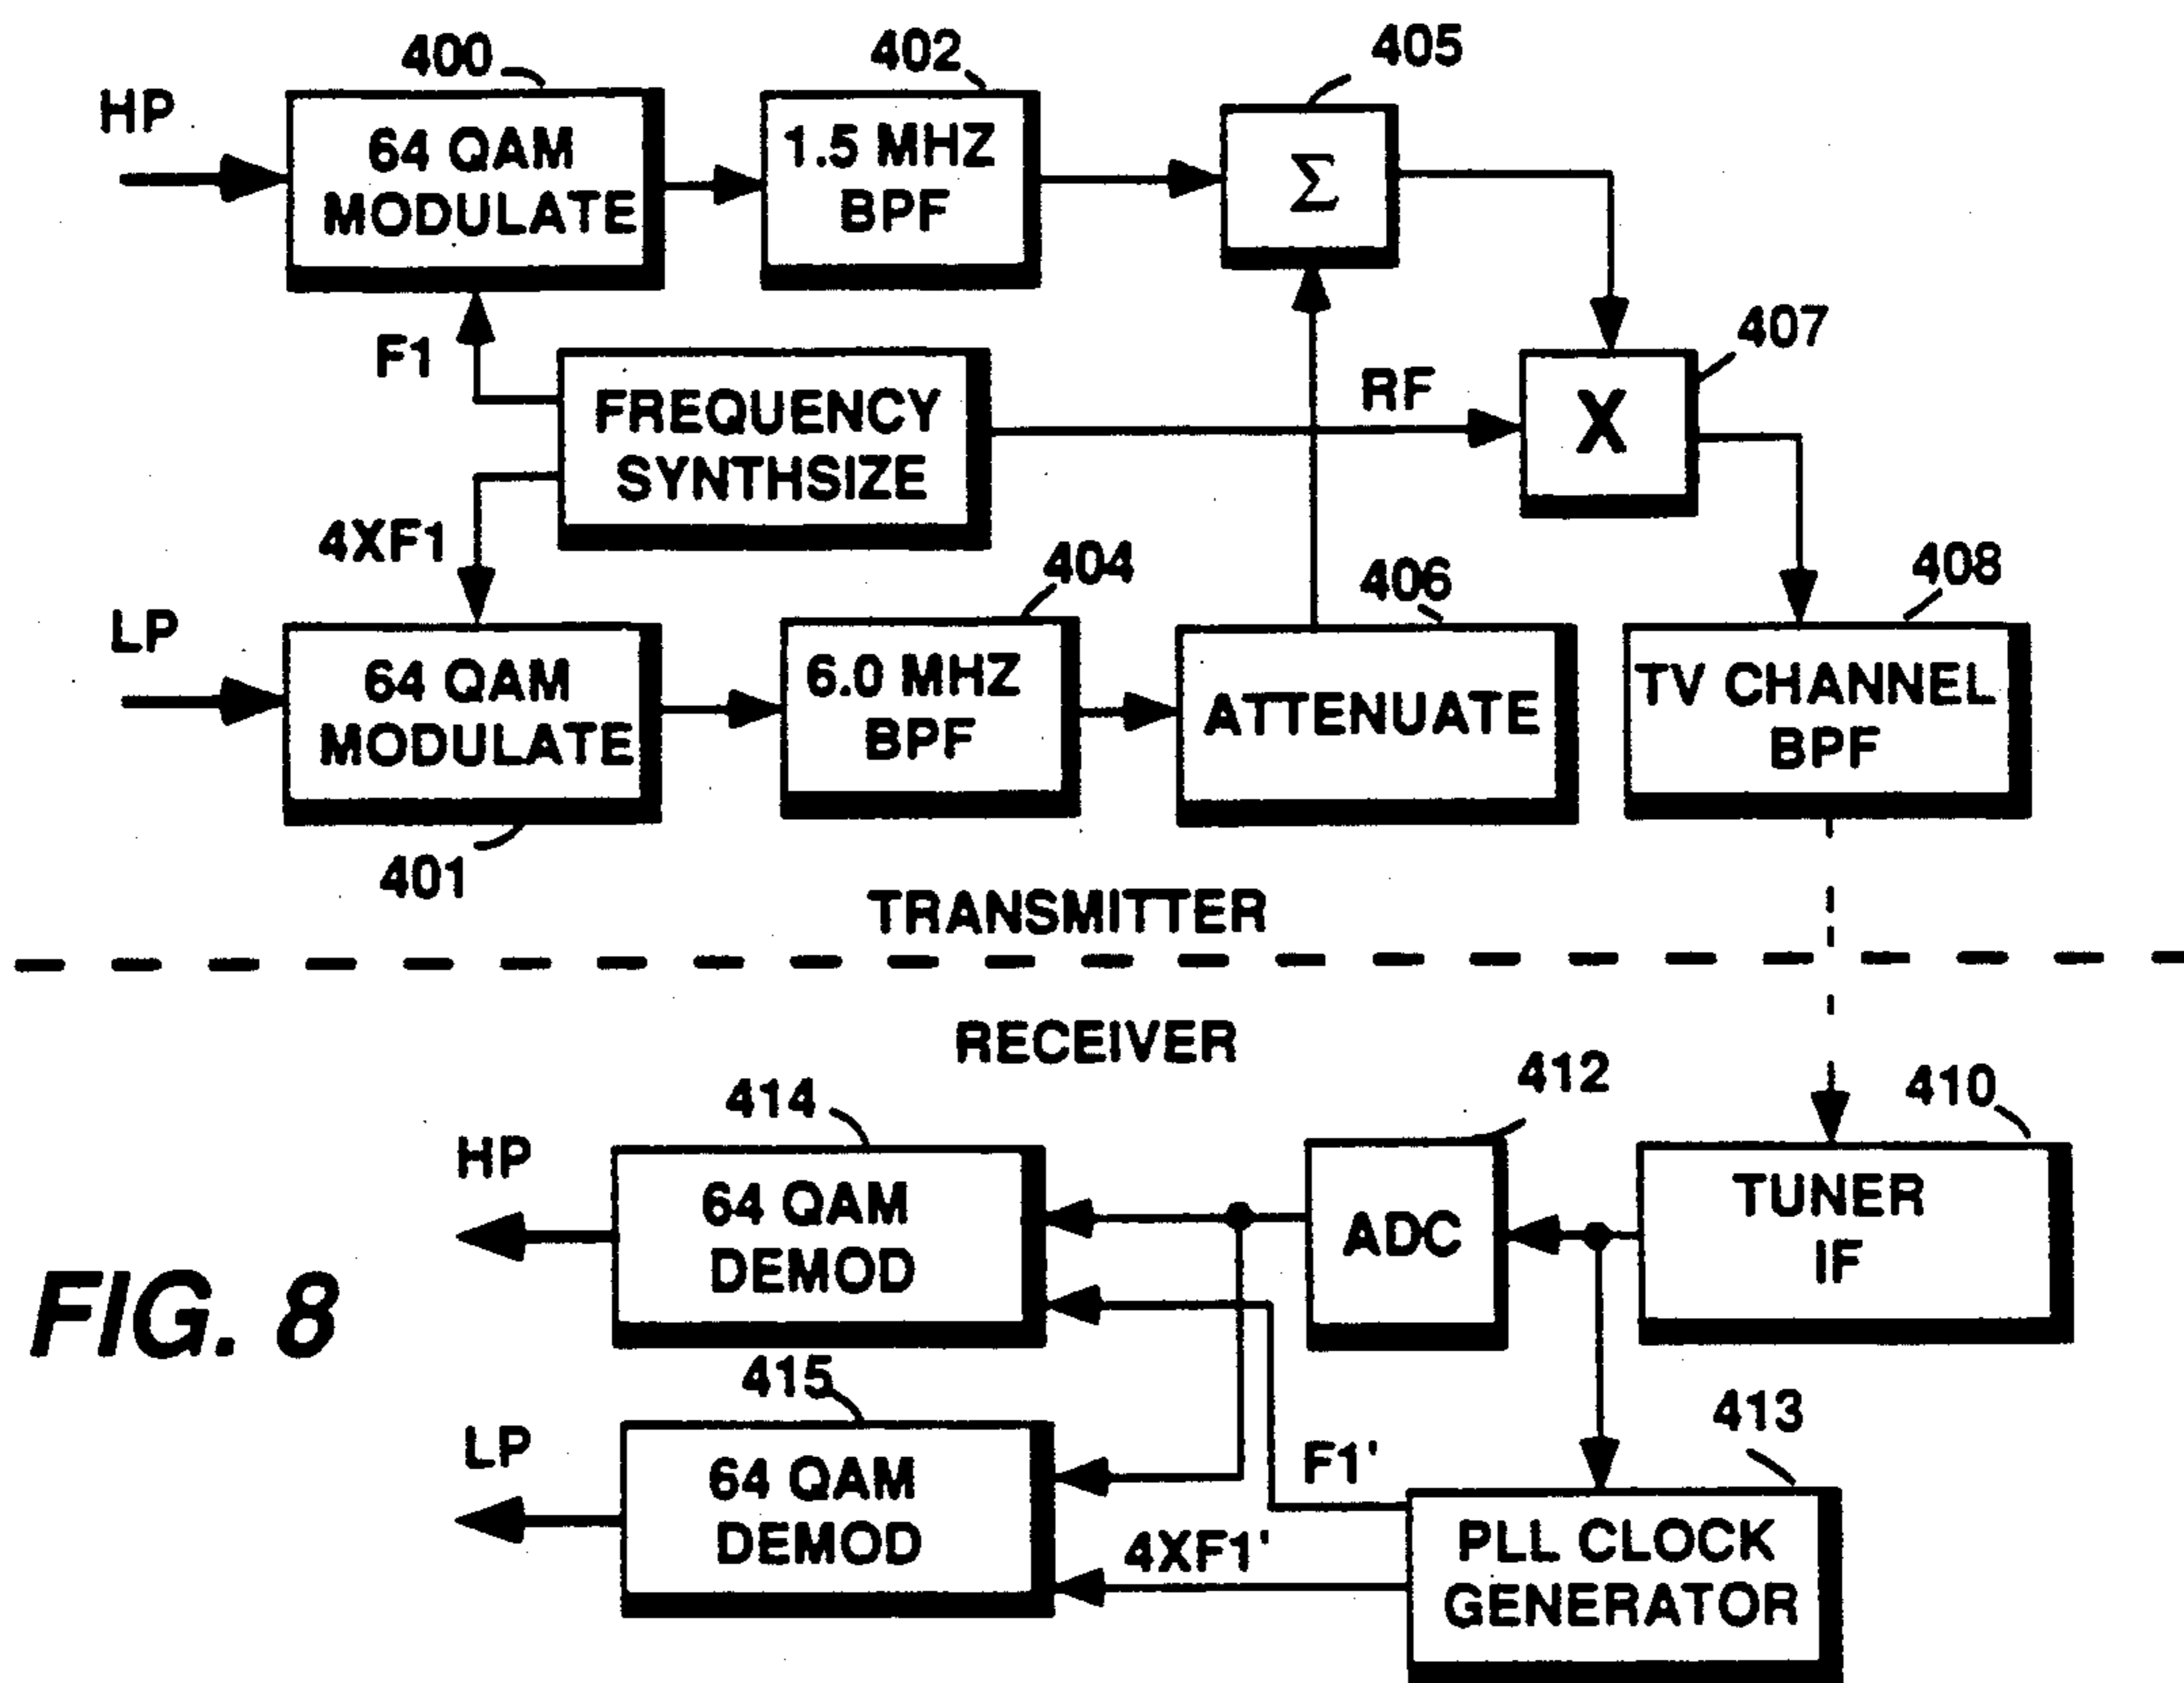 400
402
405
HP
64 QAM
MODULATE
1.5 MHZ
BPF
Σ
F1
407
FREQUENCY
SYNTHSIZE
RF
X
4XF1
404
406
408
LP
64 QAM
MODULATE
6.0 MHZ
BPF
ATTENUATE
TV CHANNEL
BPF
401
TRANSMITTER
RECEIVER
414
412
410
HP
64 QAM
DEMOD
ADC
TUNER
IF
FIG. 8
415
413
LP
64 QAM
DEMOD
F1'
4XF1'
PLL CLOCK
GENERATOR